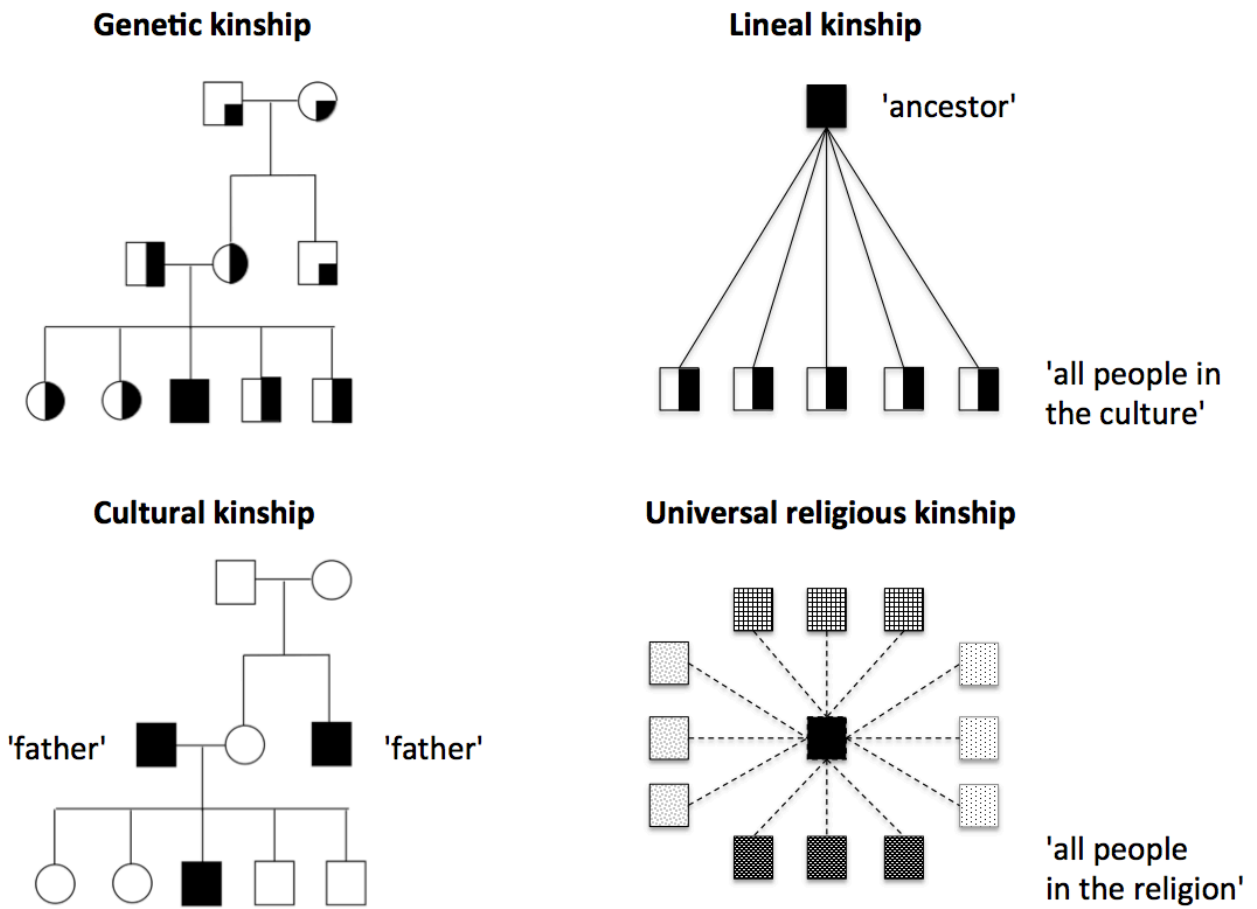 Genetic kinship
Lineal kinship
'ancestor'
'all people in
the culture'
Cultural kinship
Universal religious kinship
'father'
'father'
'all people
in the religion'